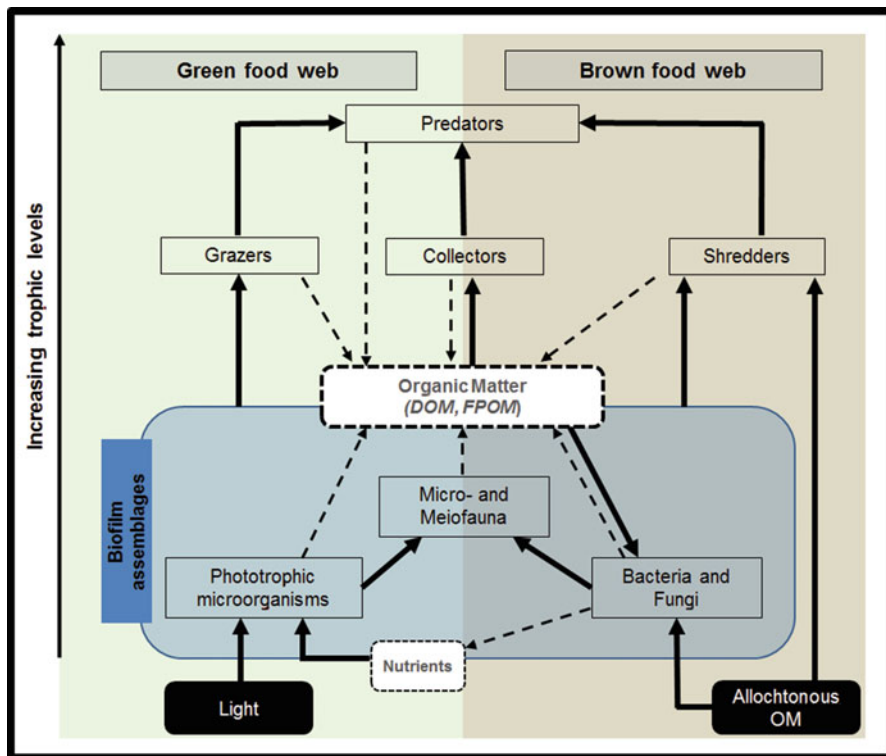 Green food web
Brown food web
Predators
Increasing trophic levels
Grazers
Collectors
Shredders
Organic Matter
(DOM, FPOM)
Biofilm
assemblages
Micro- and
Meiofauna
Phototrophic
microorganisms
Bacteria and
Fungi
Nutrients
Light
Allochtonous
OM